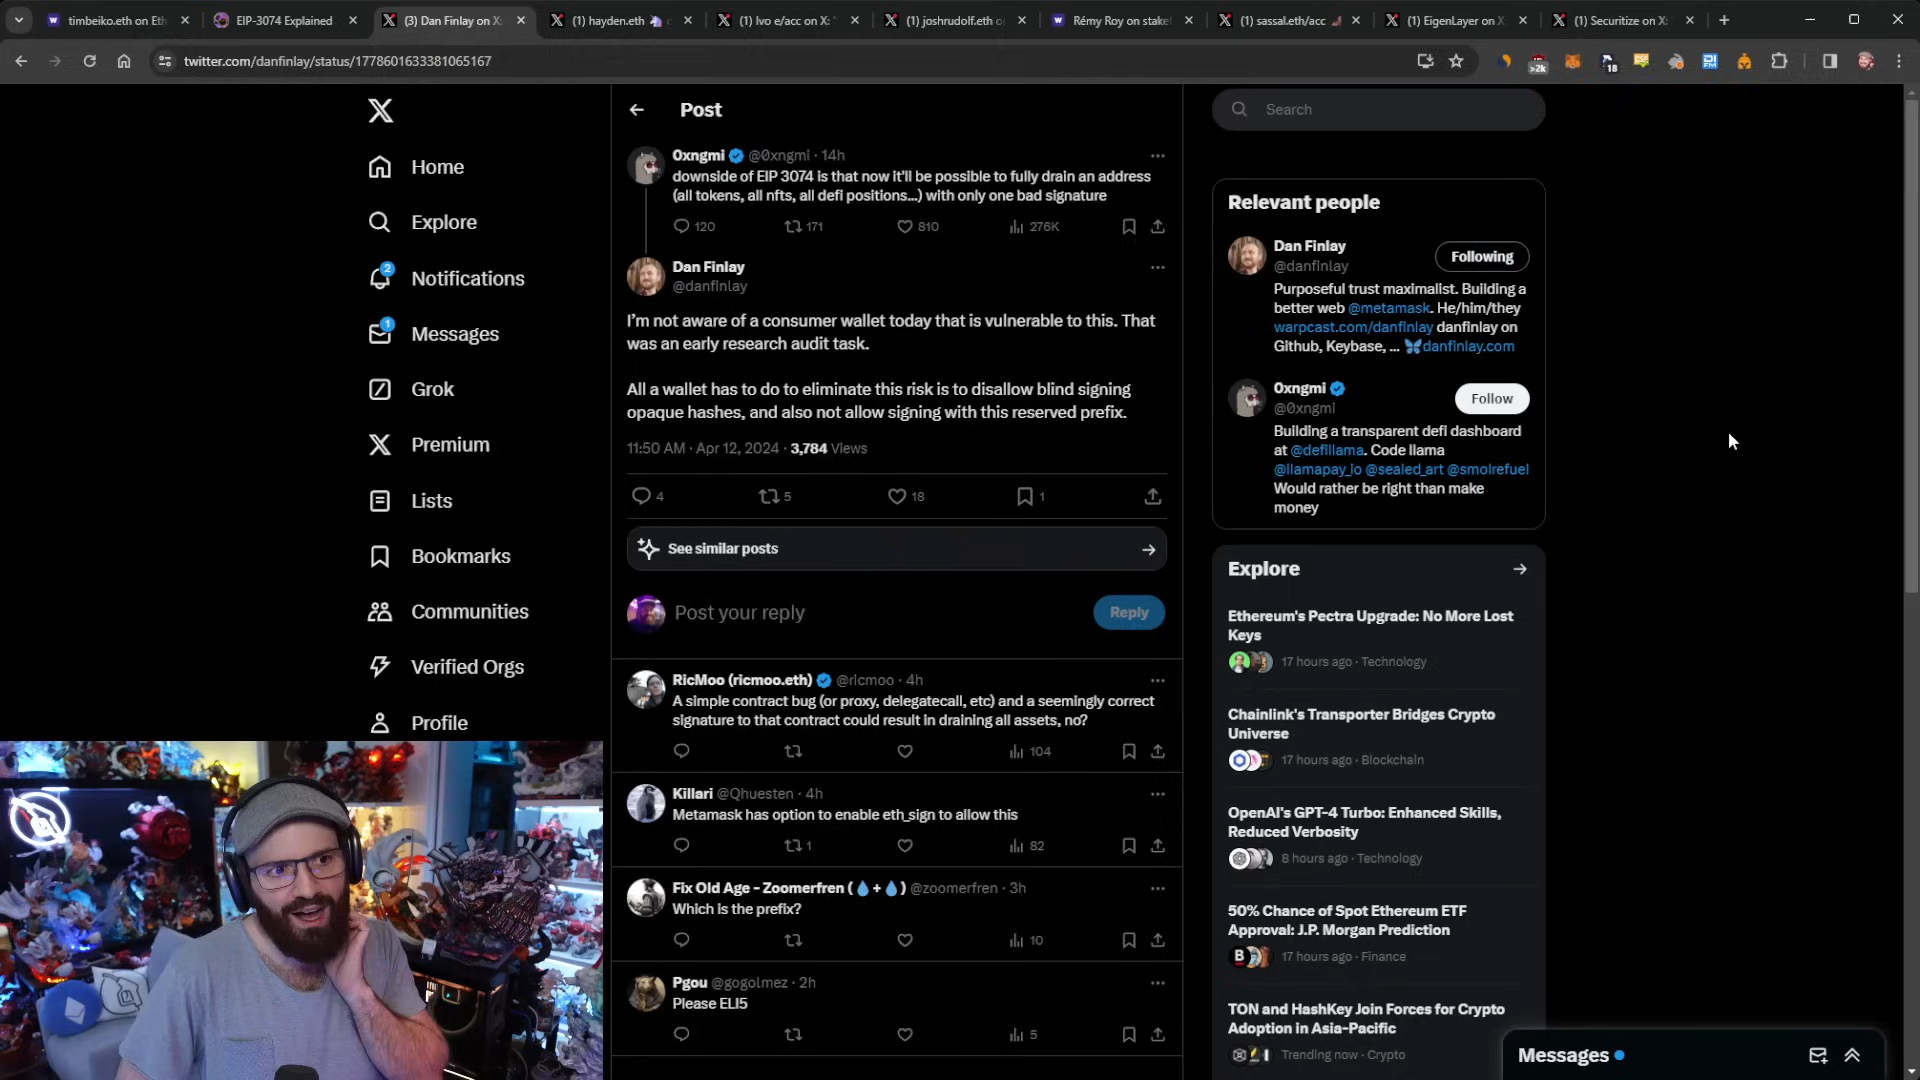 timbeiko.eth on Eth
EIP-3074 Explained
(3) Dan Finlay on X
(1) hayden.eth
(1) Ivo e/acc on X: "
(1) joshrudolf.eth o
Rémy Roy on stake
(1) sassal.eth/acc
(1) EigenLayer on X
(1) Securitize on X
twitter.com/danfinlay/status/1778601633381065167
Home
Explore
2
Notifications
1
Messages
Grok
Premium
Lists
Bookmarks
Communities
Verified Orgs
Profile
Post
0xngmi @0xngmi · 14h
downside of EIP 3074 is that now it'll be possible to fully drain an address
(all tokens, all nfts, all defi positions...) with only one bad signature
120 171 810 276K
Dan Finlay
@danfinlay
I'm not aware of a consumer wallet today that is vulnerable to this. That
was an early research audit task.
All a wallet has to do to eliminate this risk is to disallow blind signing
opaque hashes, and also not allow signing with this reserved prefix.
11:50 AM · Apr 12, 2024 · 3,784 Views
4 5 18 1
See similar posts
Post your reply
Reply
RicMoo (ricmoo.eth) @ricmoo · 4h
A simple contract bug (or proxy, delegatecall, etc) and a seemingly correct
signature to that contract could result in draining all assets, no?
104
Killari @Qhuesten · 4h
Metamask has option to enable eth_sign to allow this
1 82
Fix Old Age - Zoomerfren (💧+💧) @zoomerfren · 3h
Which is the prefix?
10
Pgou @gogolmez · 2h
Please ELI5
5
Search
Relevant people
Dan Finlay
@danfinlay
Following
Purposeful trust maximalist. Building a
better web @metamask. He/him/they
warpcast.com/danfinlay danfinlay on
Github, Keybase, ... 🦋danfinlay.com
0xngmi
@0xngmi
Follow
Building a transparent defi dashboard
at @defillama. Code llama
@llamapay_io @sealed_art @smolrefuel
Would rather be right than make
money
Explore
Ethereum's Pectra Upgrade: No More Lost
Keys
17 hours ago · Technology
Chainlink's Transporter Bridges Crypto
Universe
17 hours ago · Blockchain
OpenAI's GPT-4 Turbo: Enhanced Skills,
Reduced Verbosity
8 hours ago · Technology
50% Chance of Spot Ethereum ETF
Approval: J.P. Morgan Prediction
17 hours ago · Finance
TON and HashKey Join Forces for Crypto
Adoption in Asia-Pacific
Trending now · Crypto
Messages